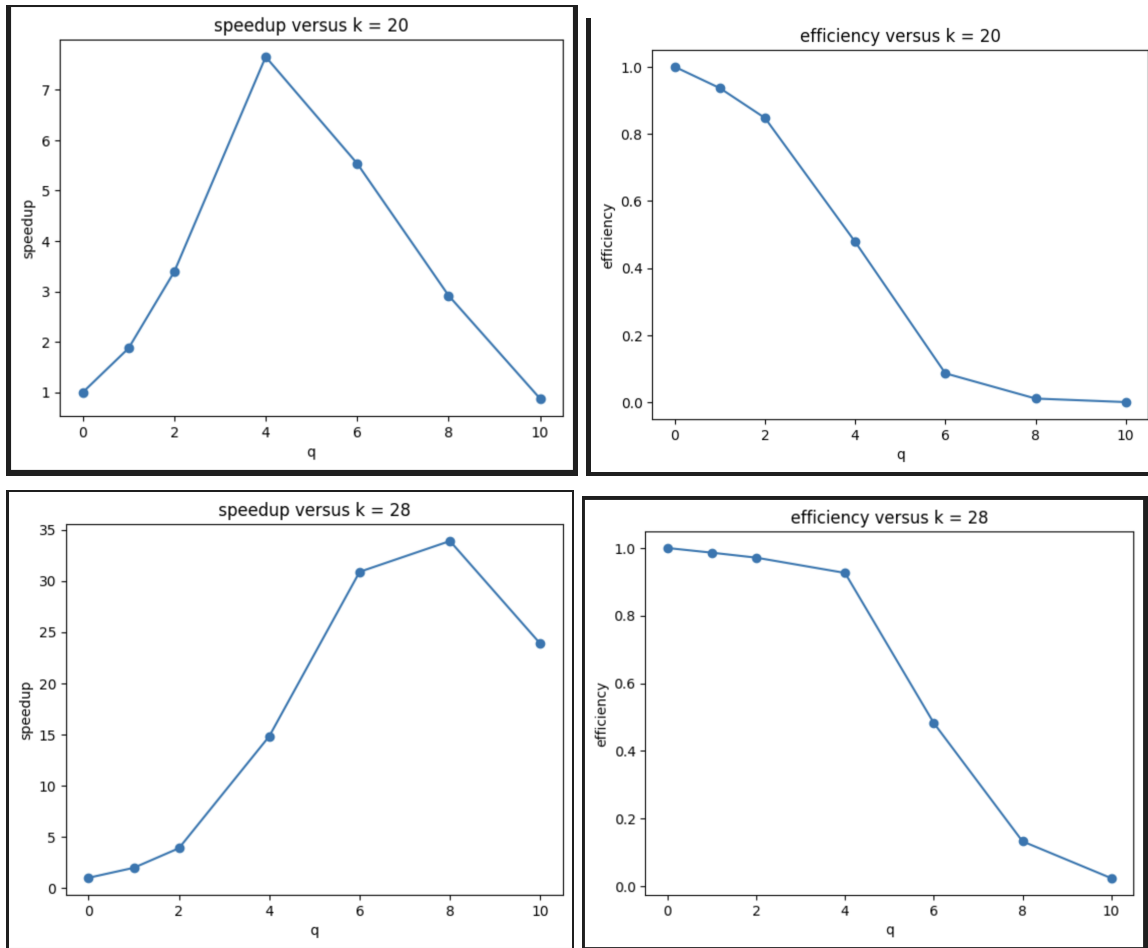 speedup versus k = 20
7
6
5
4
3
2
1
speedup
0 2 4 6 8 10
q
efficiency versus k = 20
1.0
0.8
0.6
0.4
0.2
0.0
efficiency
0 2 4 6 8 10
q
speedup versus k = 28
35
30
25
20
15
10
5
0
speedup
0 2 4 6 8 10
q
efficiency versus k = 28
1.0
0.8
0.6
0.4
0.2
0.0
efficiency
0 2 4 6 8 10
q